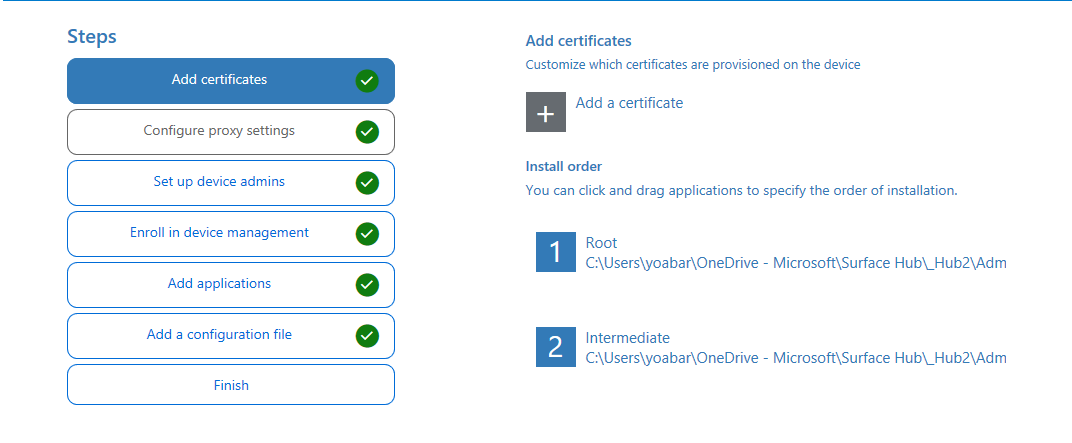 Steps
Add certificates
Configure proxy settings
Set up device admins
Enroll in device management
Add applications
Add a configuration file
Finish
Add certificates
Customize which certificates are provisioned on the device
+ Add a certificate
Install order
You can click and drag applications to specify the order of installation.
1 Root
C:\Users\yoabar\OneDrive - Microsoft\Surface Hub\_Hub2\Adm
2 Intermediate
C:\Users\yoabar\OneDrive - Microsoft\Surface Hub\_Hub2\Adm